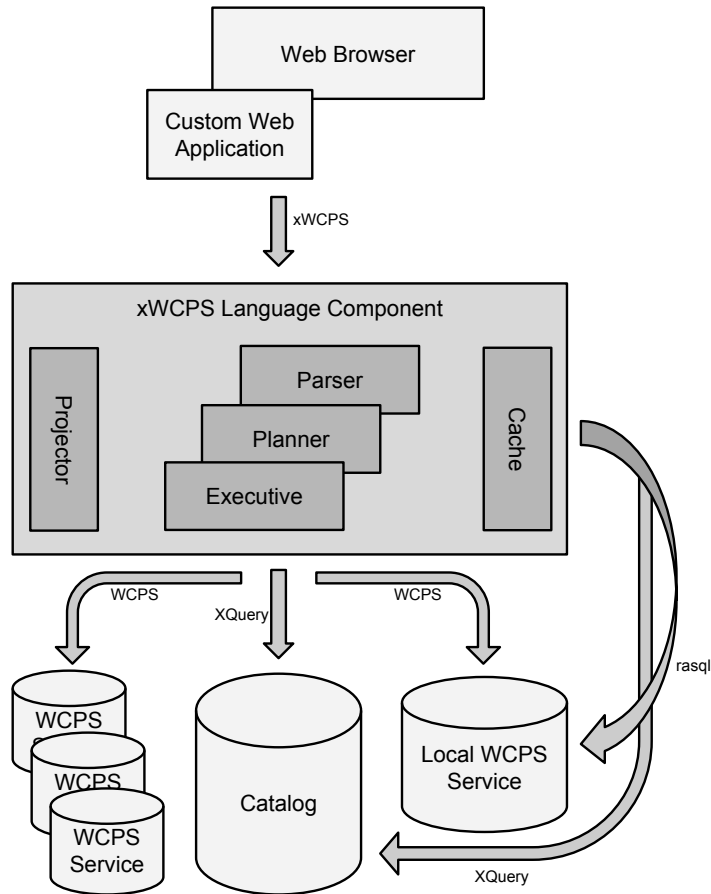 Web Browser
Custom Web
Application
xWCPS
xWCPS Language Component
Projector
Parser
Planner
Executive
Cache
WCPS
XQuery
WCPS
rasql
WCPS
WCPS
WCPS
Service
Catalog
Local WCPS
Service
XQuery